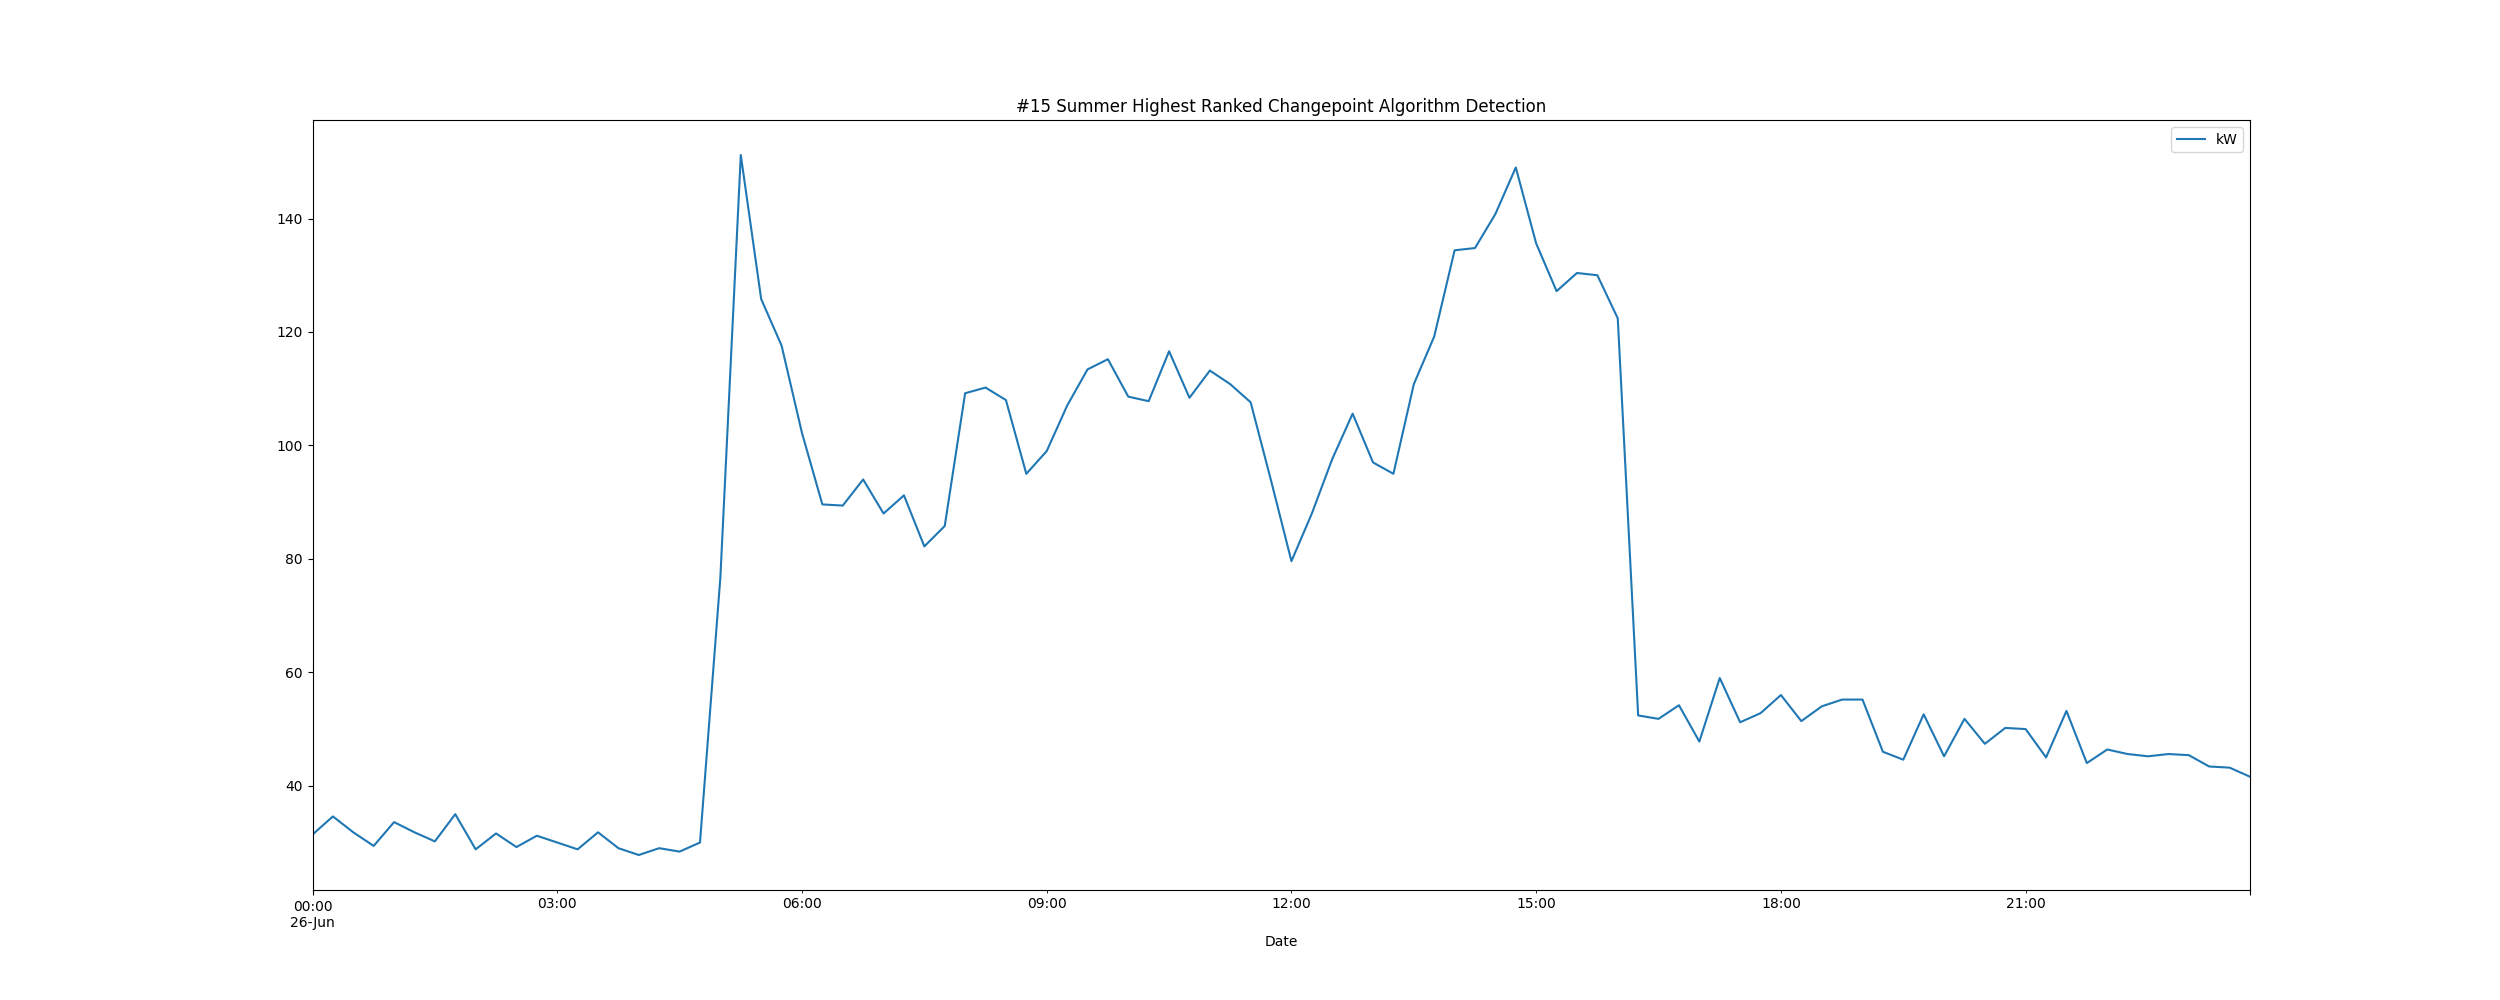 #15 Summer Highest Ranked Changepoint Algorithm Detection
kW
140
120
100
80
60
40
00:00 03:00 06:00 09:00 12:00 15:00 18:00 21:00
26-Jun
Date